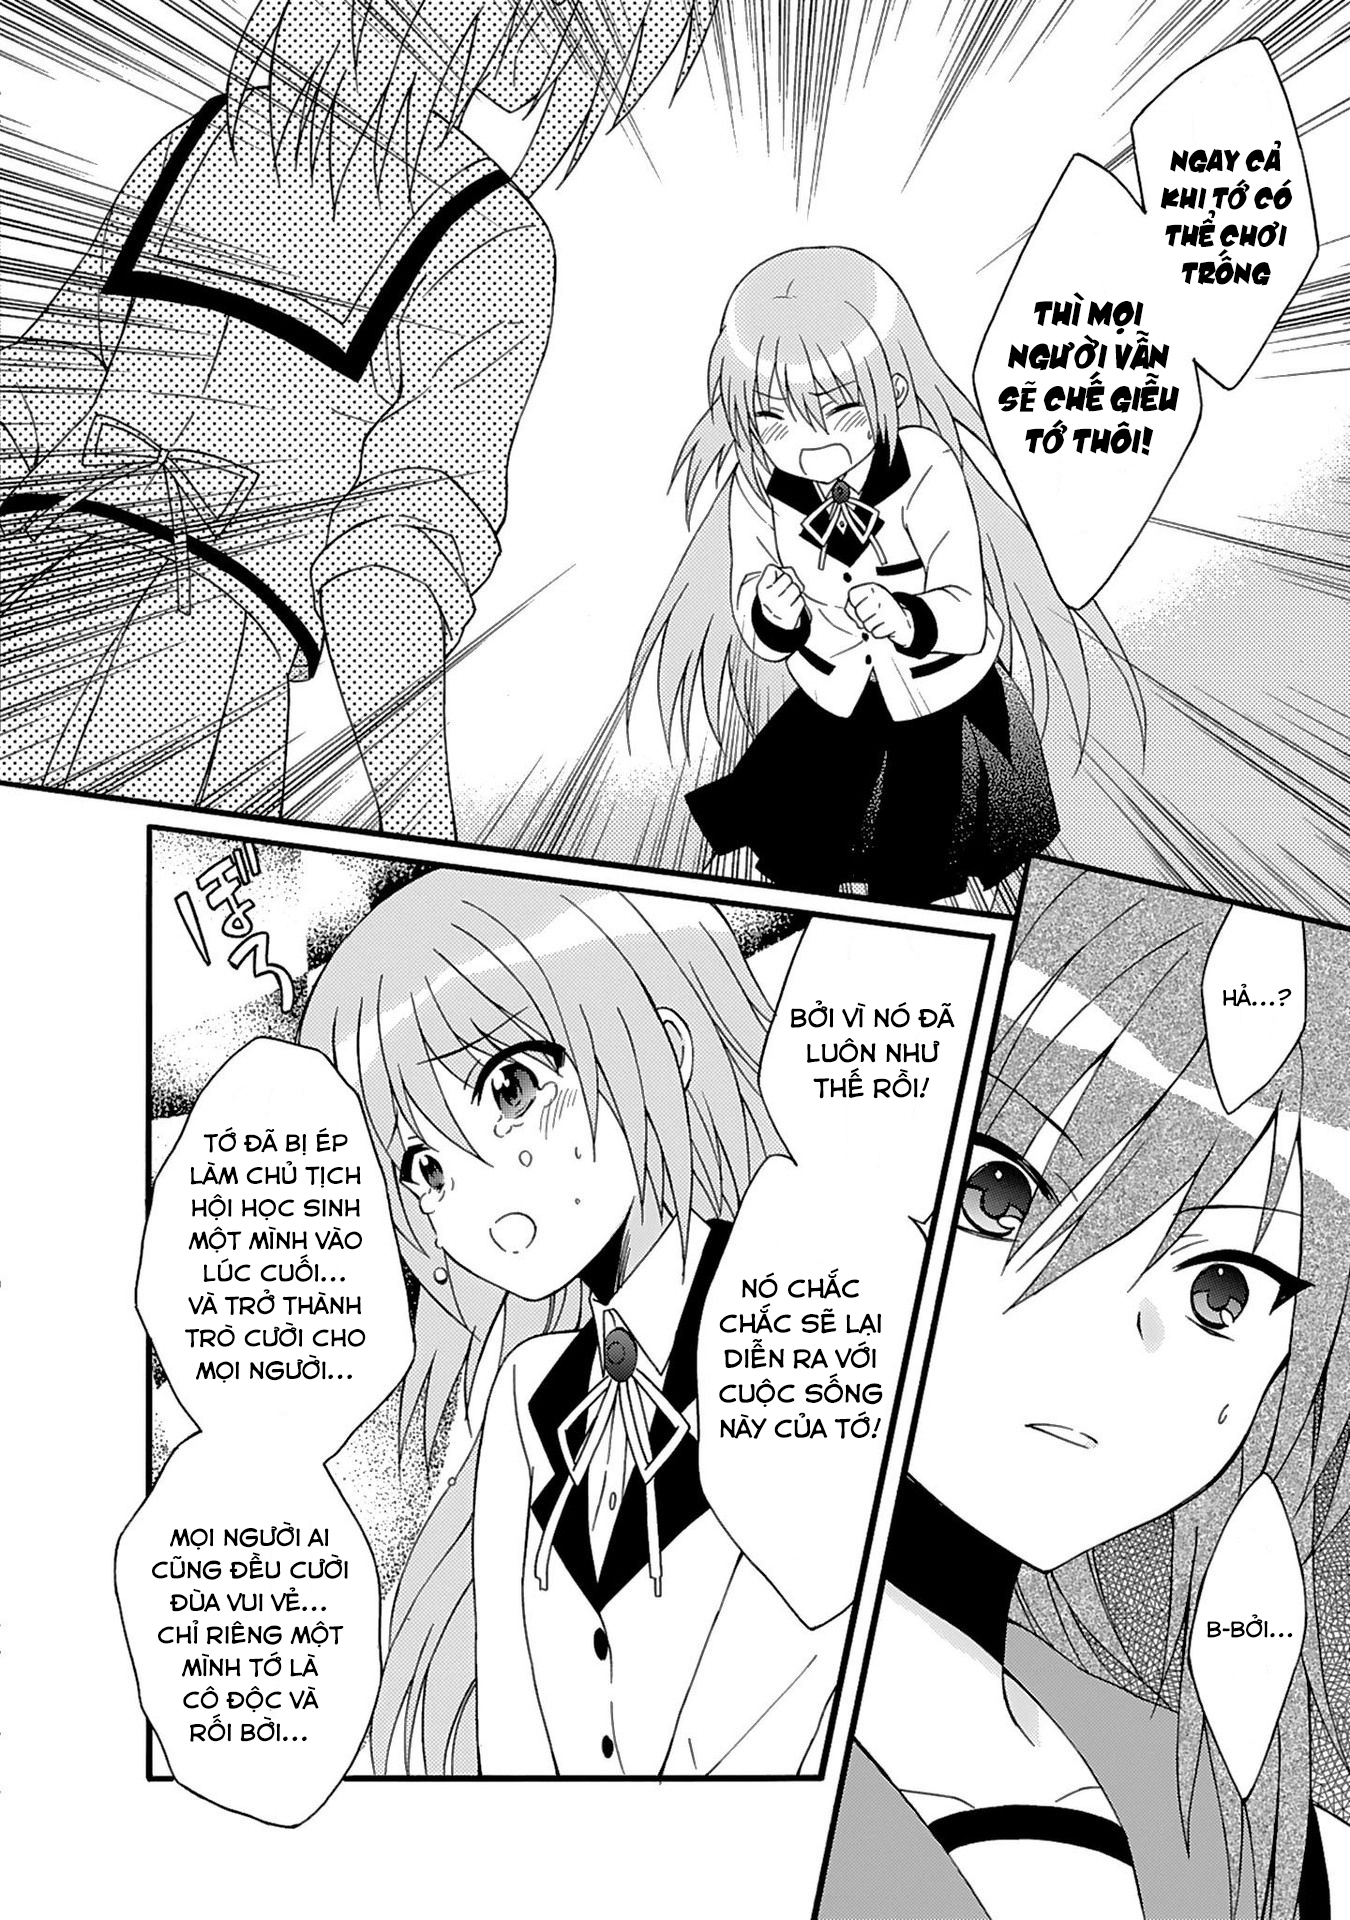 NGAY CẢ
KHI TỚ CÓ
THỂ CHƠI
TRỐNG
THÌ MỌI
NGƯỜI VẪN
SẼ CHẾ GIỄU
TỚ THÔI!
HẢ...?
B-BỞI...
BỞI VÌ NÓ ĐÃ
LUÔN NHƯ
THẾ RỒI!
NÓ CHẮC
CHẮC SẼ LẠI
DIỄN RA VỚI
CUỘC SỐNG
NÀY CỦA TỚ!
ぼろっ
TỚ ĐÃ BỊ ÉP
LÀM CHỦ TỊCH
HỘI HỌC SINH
MỘT MÌNH VÀO
LÚC CUỐI...
VÀ TRỞ THÀNH
TRÒ CƯỜI CHO
MỌI NGƯỜI...
MỌI NGƯỜI AI
CŨNG ĐỀU CƯỜI
ĐÙA VUI VẺ...
CHỈ RIÊNG MỘT
MÌNH TỚ LÀ
CÔ ĐỘC VÀ
RỐI BỜI...